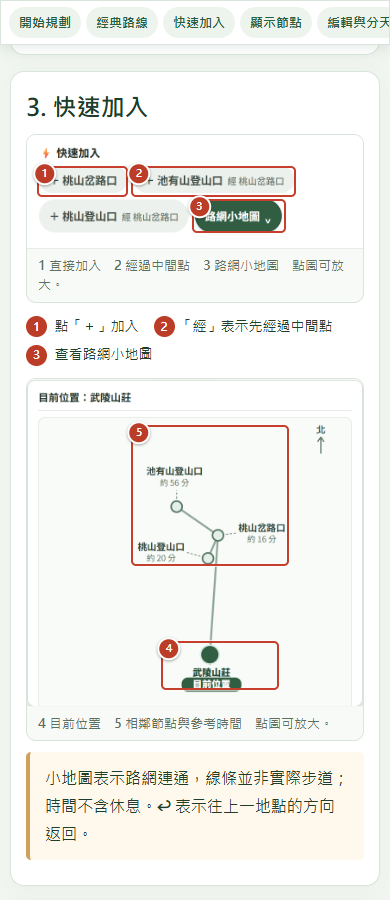 開始規劃 經典路線 快速加入 顯示節點 編輯與分天
3. 快速加入
快速加入
1 + 桃山岔路口 2 + 池有山登山口 經 桃山岔路口
+ 桃山登山口 經 桃山岔路口 3 路網小地圖
1 直接加入 2 經過中間點 3 路網小地圖 點圖可放
大。
1 點「+」加入 2 「經」表示先經過中間點
3 查看路網小地圖
目前位置：武陵山莊
5
北
池有山登山口
約 56 分
桃山岔路口
約 16 分
桃山登山口
約 20 分
4
武陵山莊
目前位置
4 目前位置 5 相鄰節點與參考時間 點圖可放大。
小地圖表示路網連通，線條並非實際步道；
時間不含休息。↩ 表示往上一地點的方向
返回。